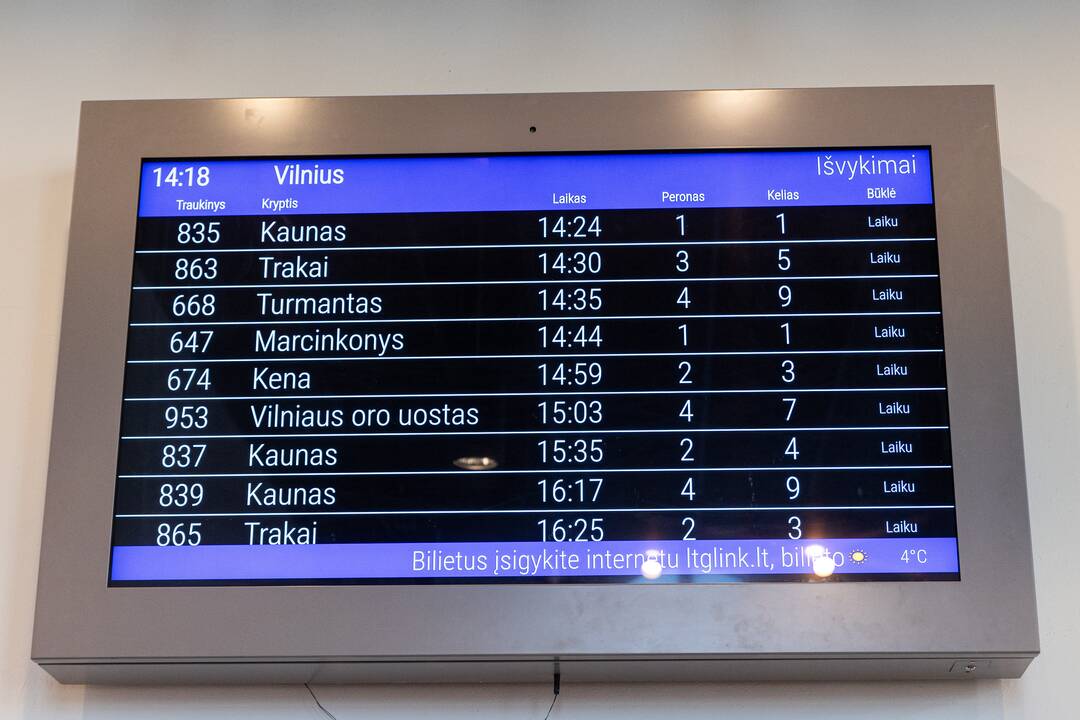 14:18 Vilnius Išvykimai
Traukinys Kryptis Laikas Peronas Kelias Būklė
835 Kaunas 14:24 1 1 Laiku
863 Trakai 14:30 3 5 Laiku
668 Turmantas 14:35 4 9 Laiku
647 Marcinkonys 14:44 1 1 Laiku
674 Kena 14:59 2 3 Laiku
953 Vilniaus oro uostas 15:03 4 7 Laiku
837 Kaunas 15:35 2 4 Laiku
839 Kaunas 16:17 4 9 Laiku
865 Trakai 16:25 2 3 Laiku
Bilietus įsigykite internetu ltglink.lt, bilieto 4°C